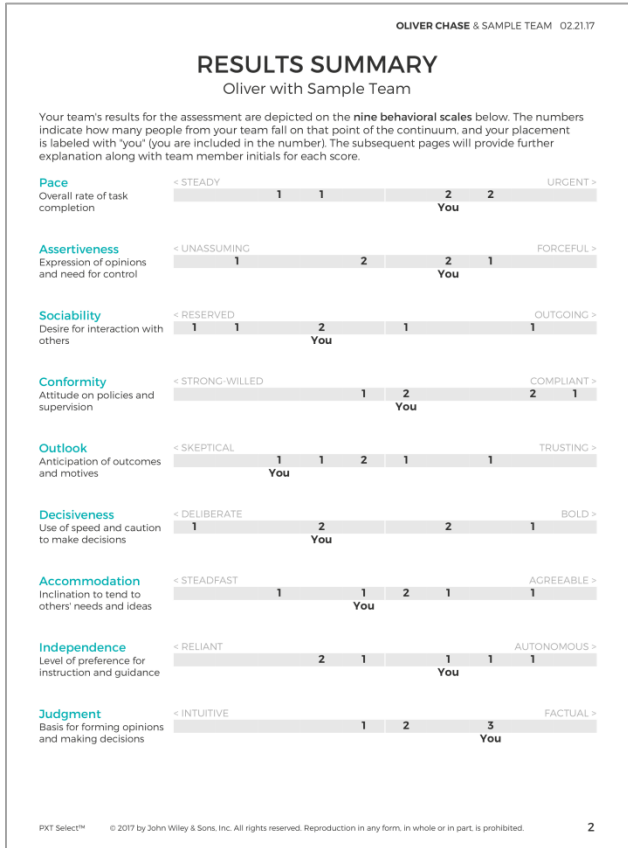 OLIVER CHASE & SAMPLE TEAM 02.21.17
RESULTS SUMMARY
Oliver with Sample Team
Your team's results for the assessment are depicted on the nine behavioral scales below. The numbers
indicate how many people from your team fall on that point of the continuum, and your placement
is labeled with "you" (you are included in the number). The subsequent pages will provide further
explanation along with team member initials for each score.
Pace
Overall rate of task
completion
< STEADY URGENT >
1 1 2 2
You
Assertiveness
Expression of opinions
and need for control
< UNASSUMING FORCEFUL >
1 2 2 1
You
Sociability
Desire for interaction with
others
< RESERVED OUTGOING >
1 1 2 1 1
You
Conformity
Attitude on policies and
supervision
< STRONG-WILLED COMPLIANT >
1 2 2 1
You
Outlook
Anticipation of outcomes
and motives
< SKEPTICAL TRUSTING >
1 1 2 1 1
You
Decisiveness
Use of speed and caution
to make decisions
< DELIBERATE BOLD >
1 2 2 1
You
Accommodation
Inclination to tend to
others' needs and ideas
< STEADFAST AGREEABLE >
1 1 2 1 1
You
Independence
Level of preference for
instruction and guidance
< RELIANT AUTONOMOUS >
2 1 1 1 1
You
Judgment
Basis for forming opinions
and making decisions
< INTUITIVE FACTUAL >
1 2 3
You
PXT Select™ © 2017 by John Wiley & Sons, Inc. All rights reserved. Reproduction in any form, in whole or in part, is prohibited. 2